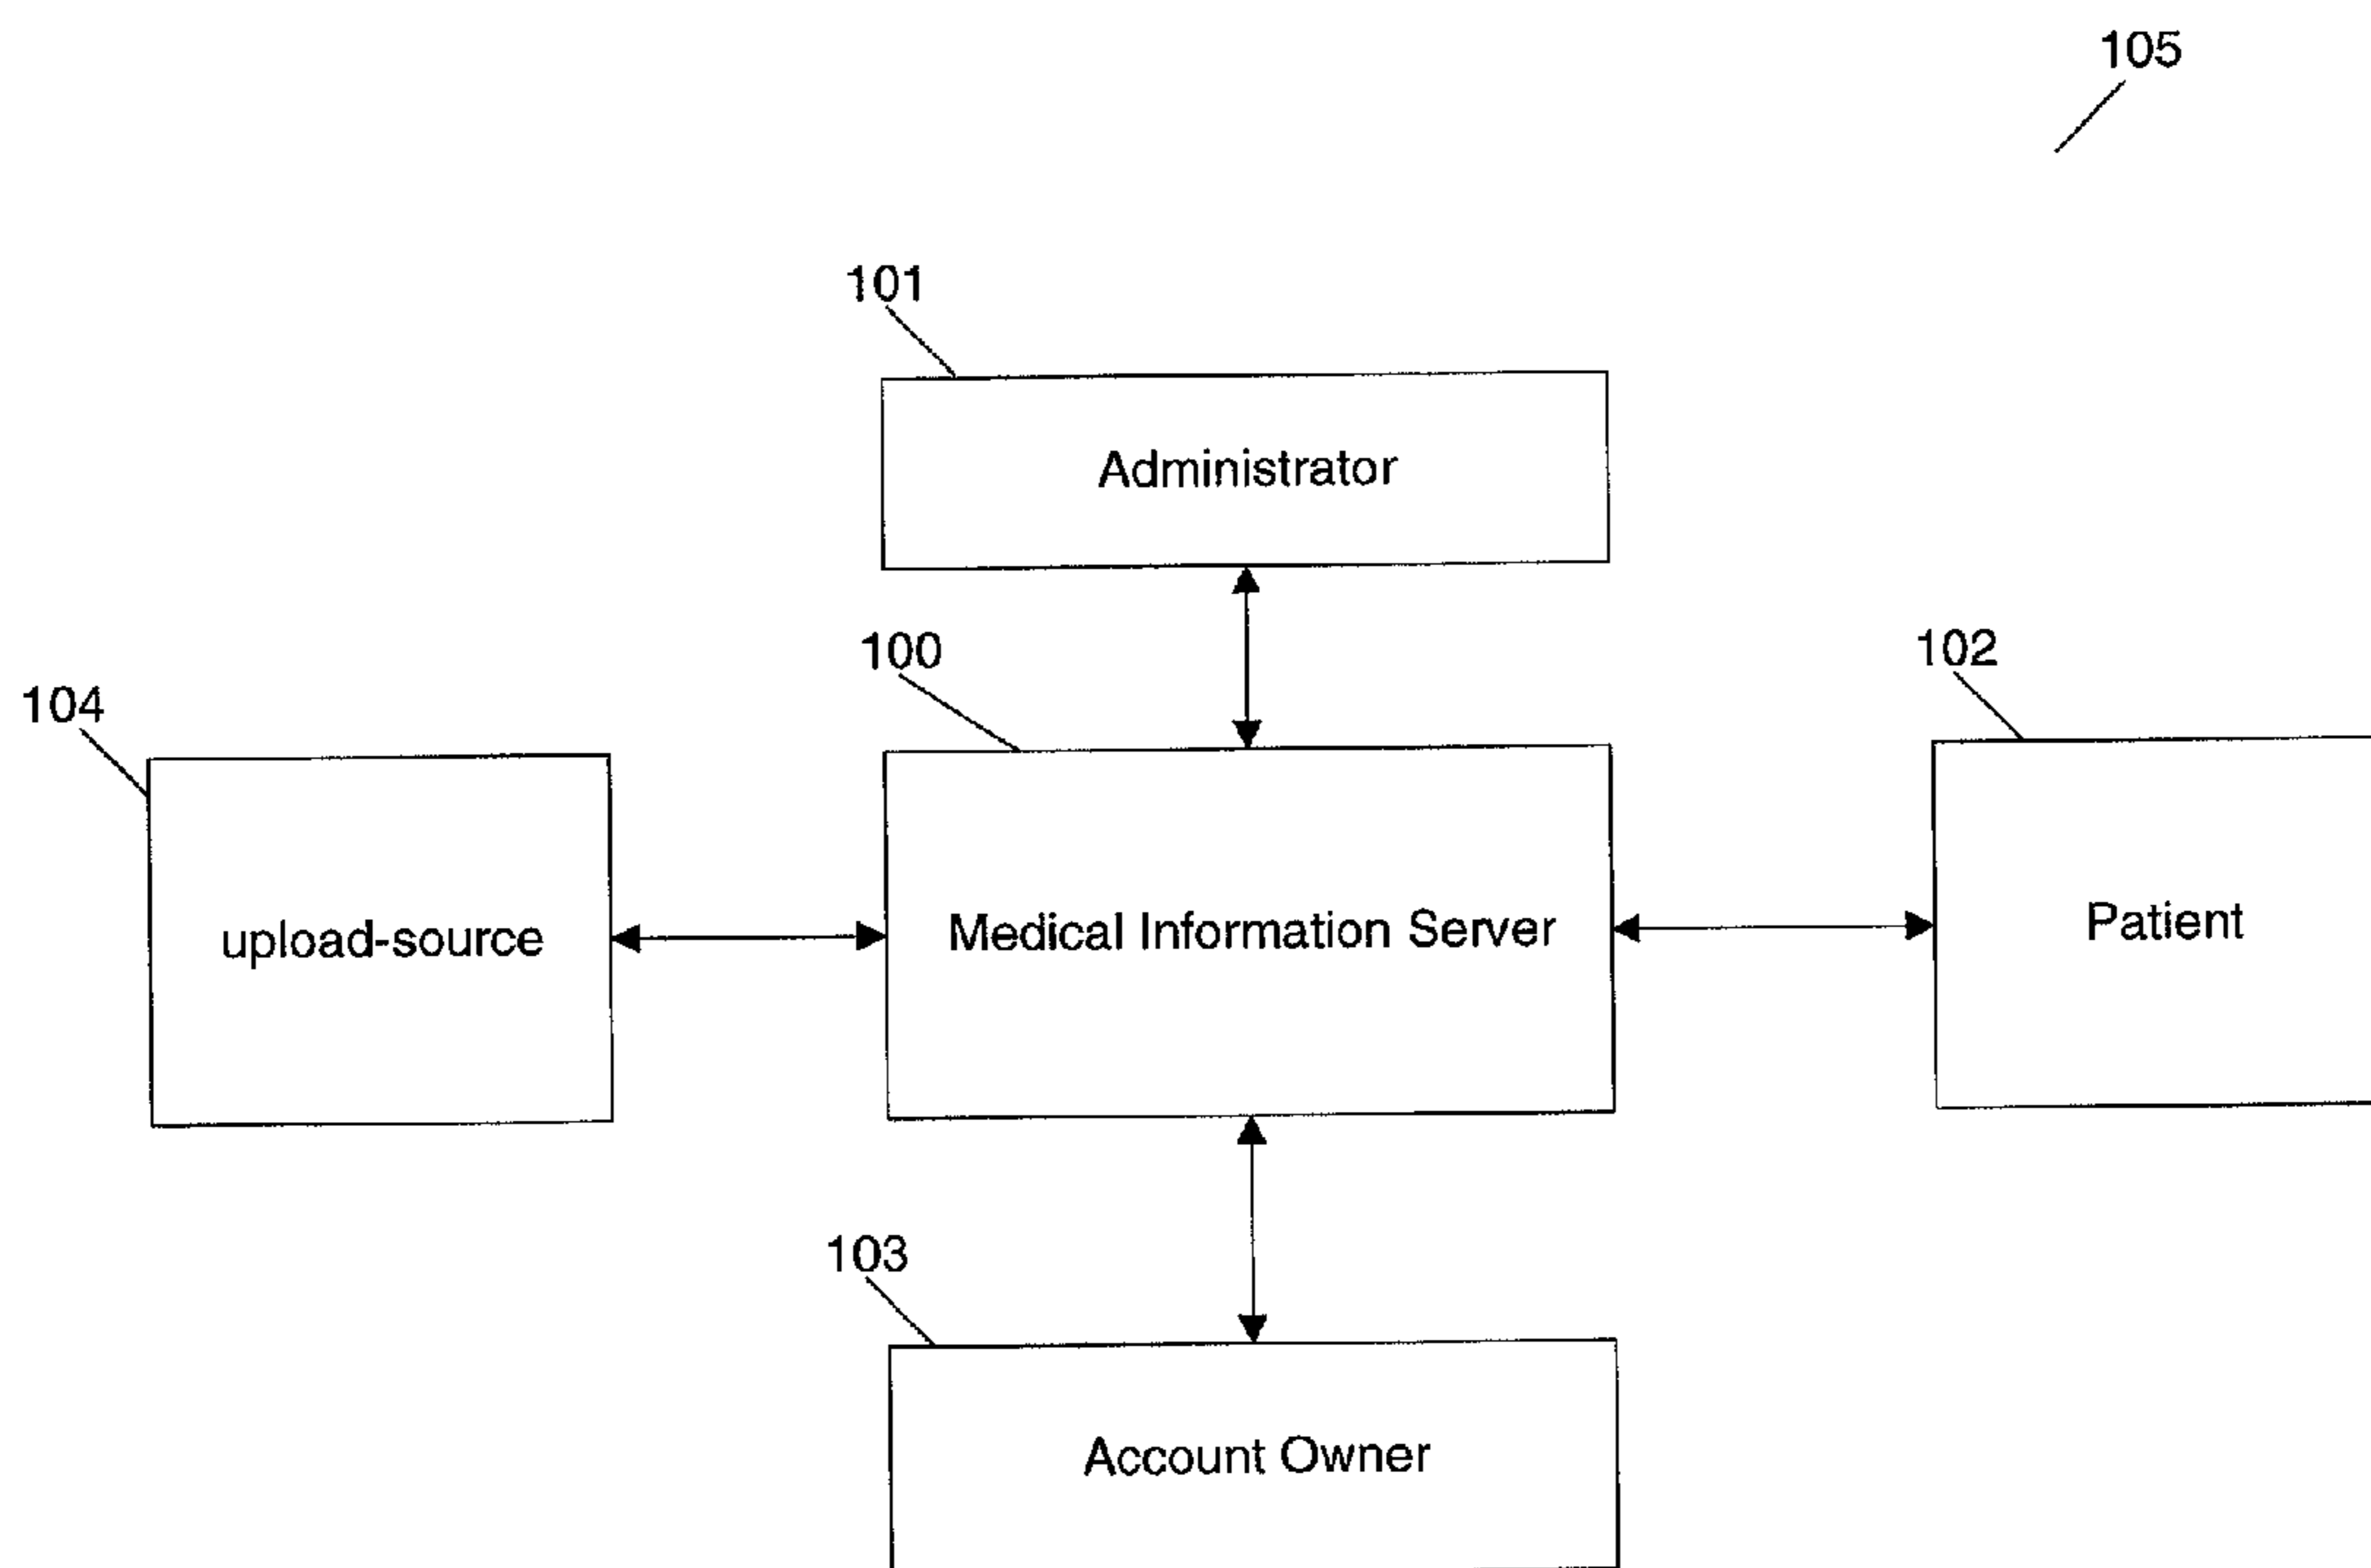 105
101
Administrator
100
102
104
upload-source
Medical Information Server
Patient
103
Account Owner